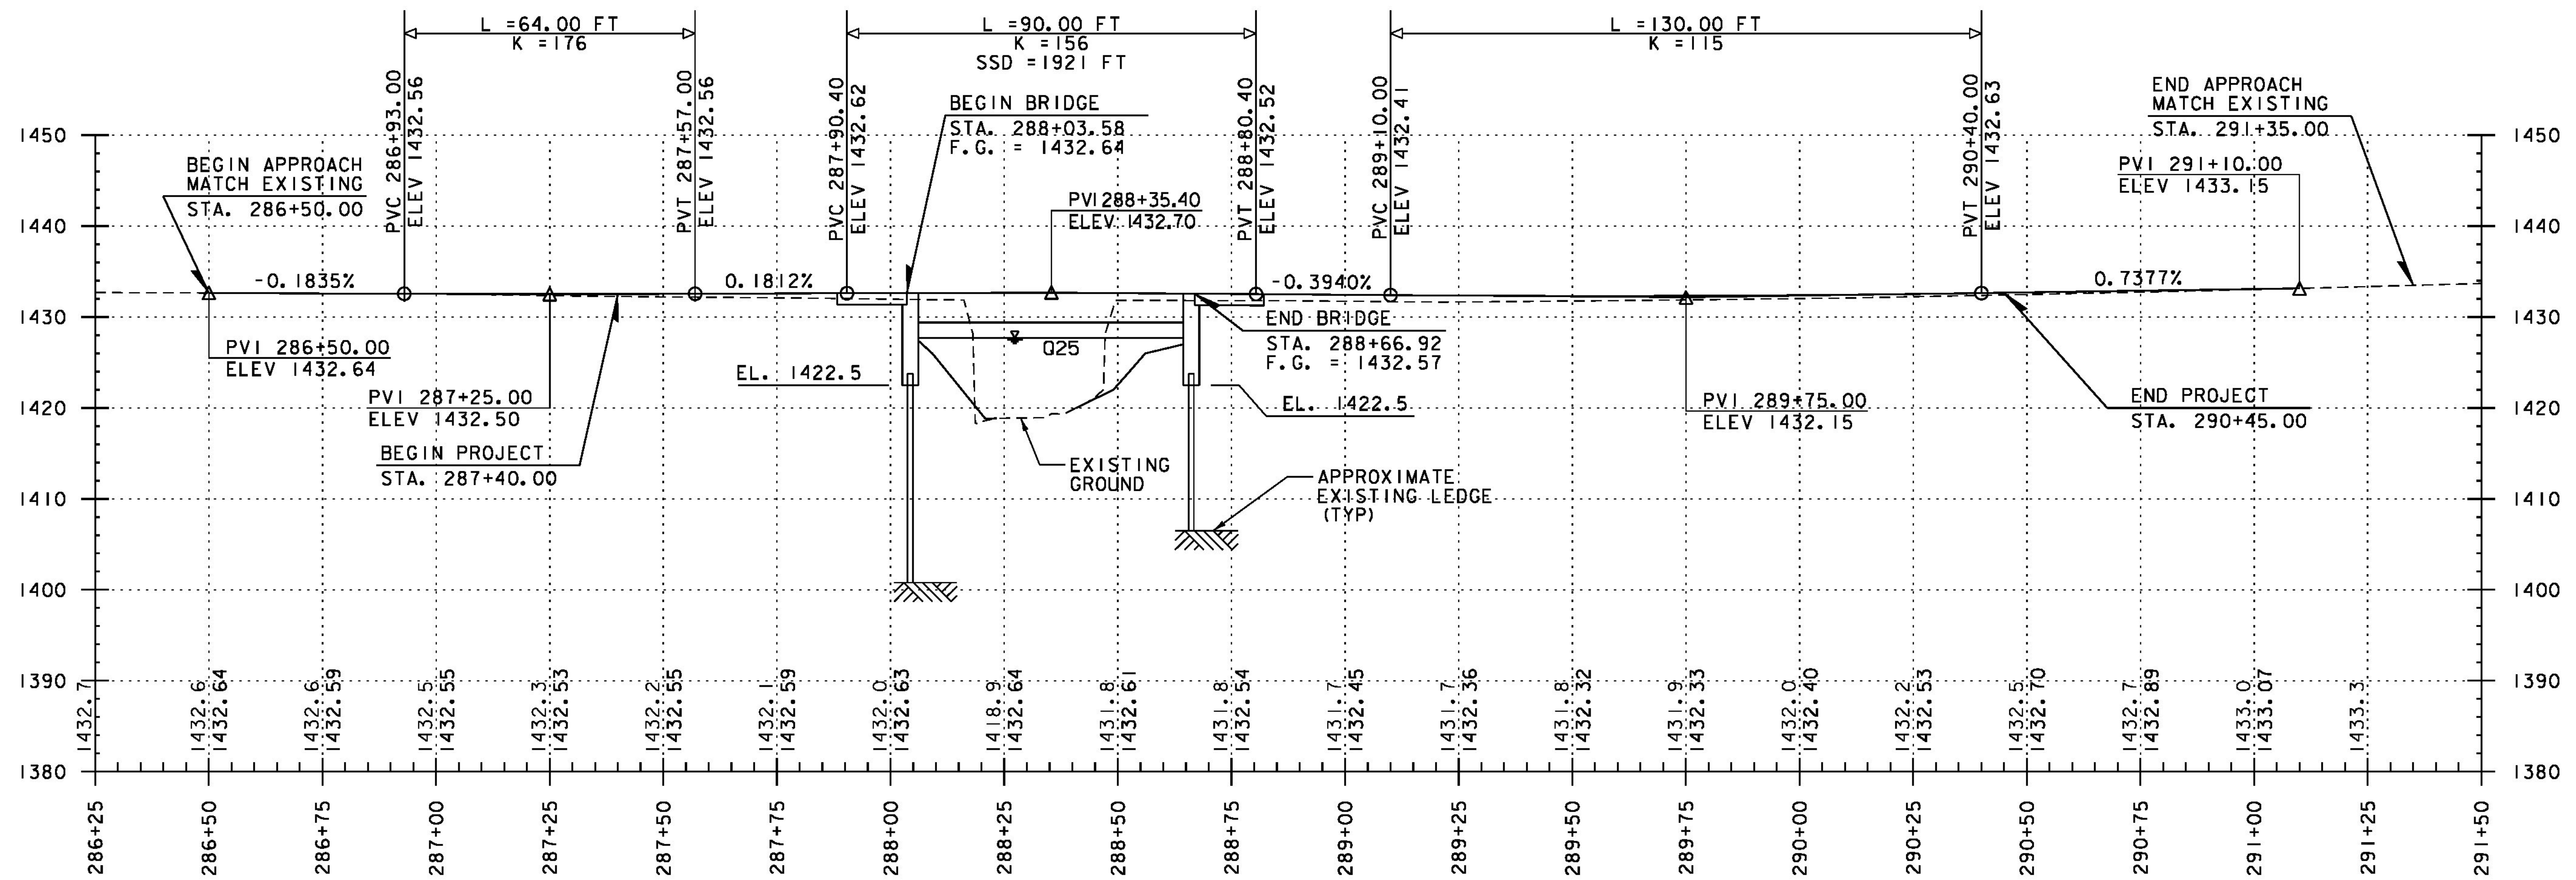 L =64.00 FT
K =176
L =90.00 FT
K =156
SSD =1921 FT
L =130.00 FT
K =115
PVC 286+93.00
ELEV 1432.56
PVT 287+57.00
ELEV 1432.56
PVC 287+90.40
ELEV 1432.62
PVT 288+80.40
ELEV 1432.52
PVC 289+10.00
ELEV 1432.41
PVT 290+40.00
ELEV 1432.63
BEGIN BRIDGE
STA. 288+03.58
F.G. = 1432.64
END APPROACH
MATCH EXISTING
STA. 291+35.00
BEGIN APPROACH
MATCH EXISTING
STA. 286+50.00
PVI 288+35.40
ELEV 1432.70
PVI 291+10.00
ELEV 1433.15
-0.1835%
0.1812%
-0.3940%
0.7377%
PVI 286+50.00
ELEV 1432.64
PVI 287+25.00
ELEV 1432.50
BEGIN PROJECT
STA. 287+40.00
EL. 1422.5
Q25
END BRIDGE
STA. 288+66.92
F.G. = 1432.57
EL. 1422.5
PVI 289+75.00
ELEV 1432.15
END PROJECT
STA. 290+45.00
EXISTING
GROUND
APPROXIMATE
EXISTING LEDGE
(TYP)
1450
1440
1430
1420
1410
1400
1390
1380
1450
1440
1430
1420
1410
1400
1390
1380
1432.7
1432.6
1432.64
1432.6
1432.59
1432.5
1432.55
1432.3
1432.53
1432.2
1432.55
1432.1
1432.59
1432.0
1432.63
1418.9
1432.64
1431.8
1432.61
1431.8
1432.54
1431.7
1432.45
1431.7
1432.36
1431.8
1432.32
1431.9
1432.33
1432.0
1432.40
1432.2
1432.53
1432.5
1432.70
1432.7
1432.89
1433.0
1433.07
1433.3
286+25
286+50
286+75
287+00
287+25
287+50
287+75
288+00
288+25
288+50
288+75
289+00
289+25
289+50
289+75
290+00
290+25
290+50
290+75
291+00
291+25
291+50